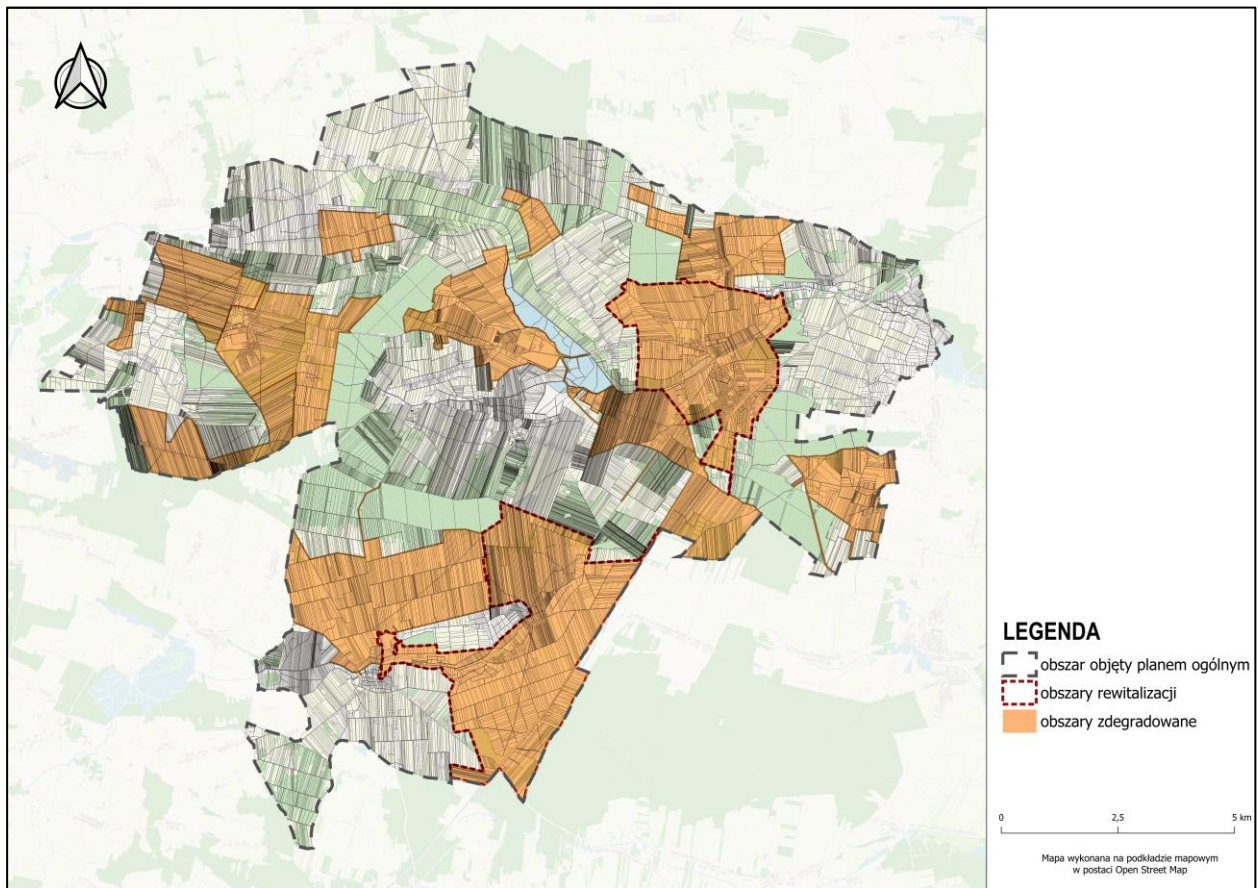 LEGENDA
obszar objęty planem ogólnym
obszary rewitalizacji
obszary zdegradowane
0 2,5 5 km
Mapa wykonana na podkładzie mapowym
w postaci Open Street Map